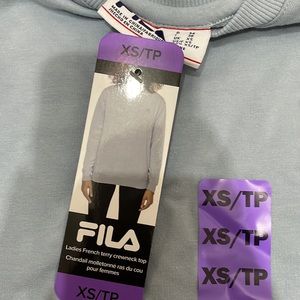 XS/TP
FILA
Ladies French terry crewneck top
Chandail molletonne ras du cou
pour femmes
XS/TP
XS/TP
XS/TP
XS/TP